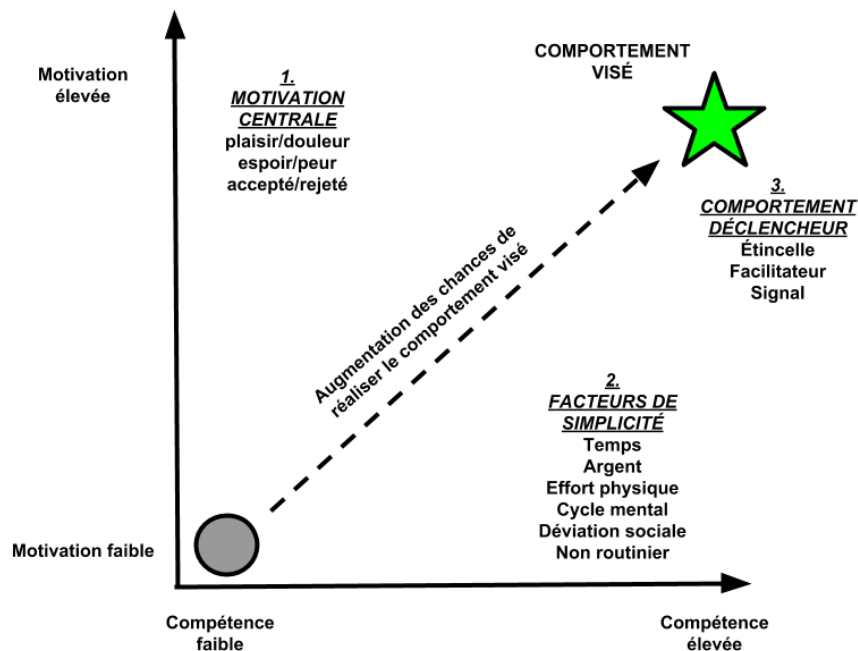 COMPORTEMENT
VISÉ
Motivation
élevée
1.
MOTIVATION
CENTRALE
plaisir/douleur
espoir/peur
accepté/rejeté
3.
COMPORTEMENT
DÉCLENCHEUR
Étincelle
Facilitateur
Signal
Augmentation des chances de
réaliser le comportement visé
2.
FACTEURS DE
SIMPLICITÉ
Temps
Argent
Effort physique
Cycle mental
Déviation sociale
Non routinier
Motivation faible
Compétence
faible
Compétence
élevée